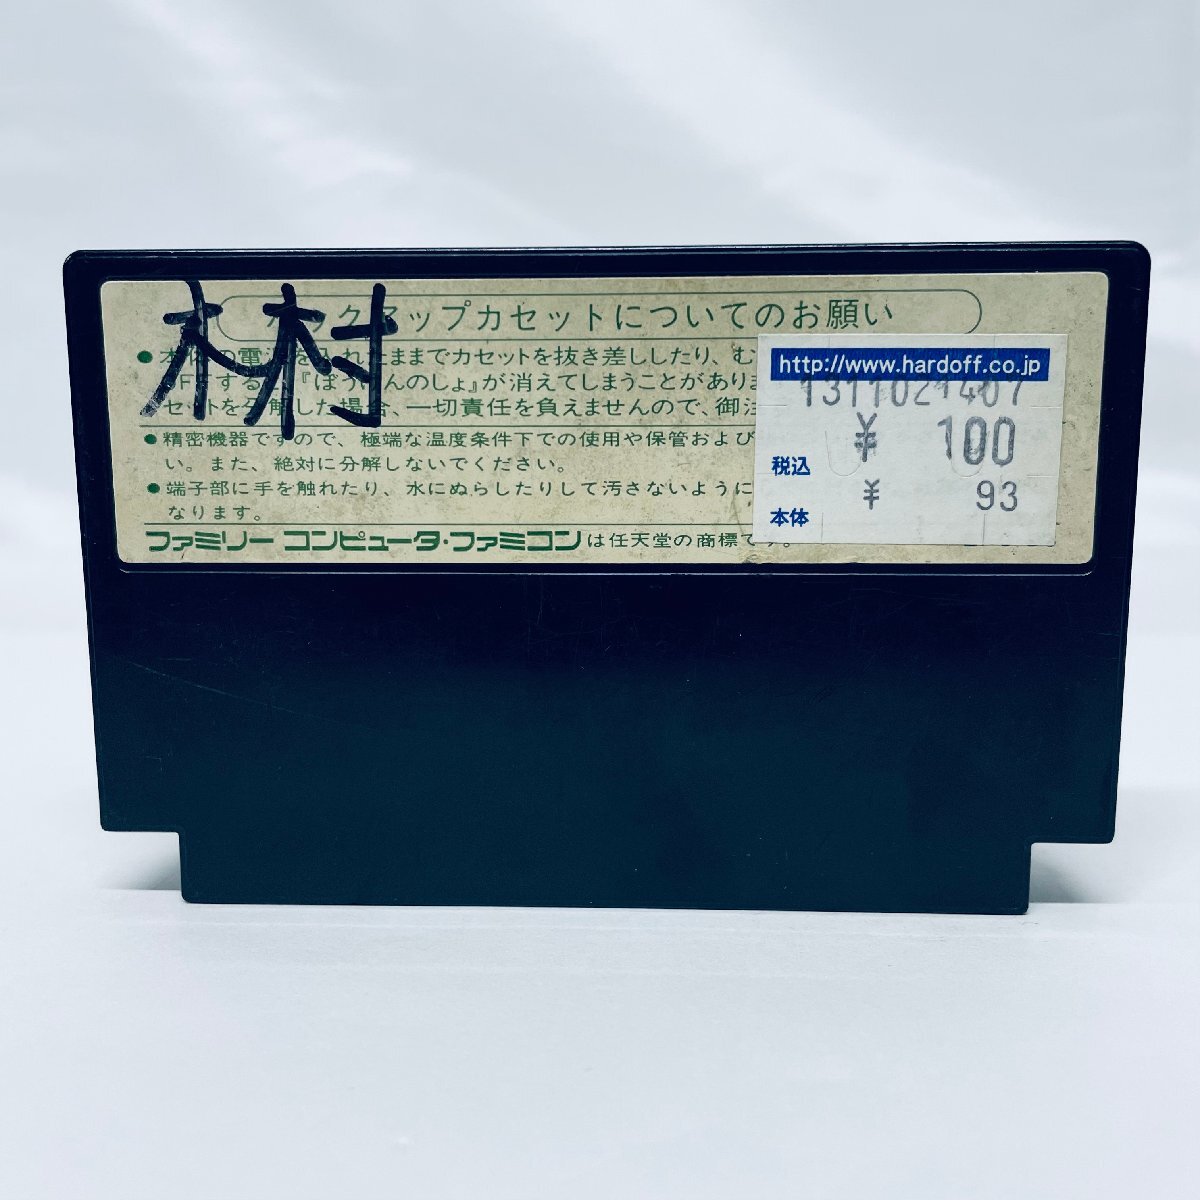 木村
バックアップカセットについてのお願い
●本体の電源を入れたままでカセットを抜き差ししたり、む
『ぼうけんのしょ』が消えてしまうことがありま
セットを分解した場合、一切責任を負えませんので、御注
●精密機器ですので、極端な温度条件下での使用や保管および
い。また、絶対に分解しないでください。
●端子部に手を触れたり、水にぬらしたりして汚さないように
なります。
ファミリー コンピュータ・ファミコンは任天堂の商標です。
http://www.hardoff.co.jp
1311021407
¥ 100
税込
¥ 93
本体